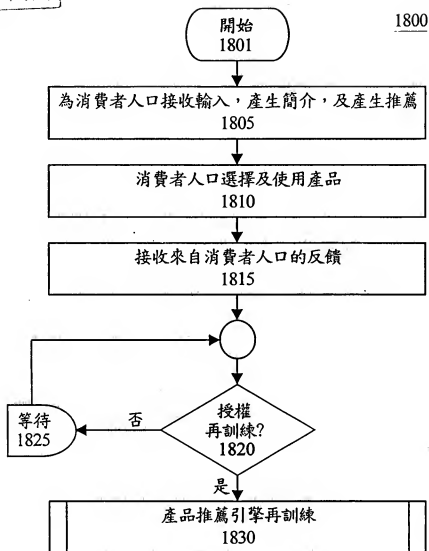 1800
開始
1801
為消費者人口接收輸入，產生簡介，及產生推薦
1805
消費者人口選擇及使用產品
1810
接收來自消費者人口的反饋
1815
授權
再訓練?
1820
等待
1825
否
是
產品推薦引擎再訓練
1830